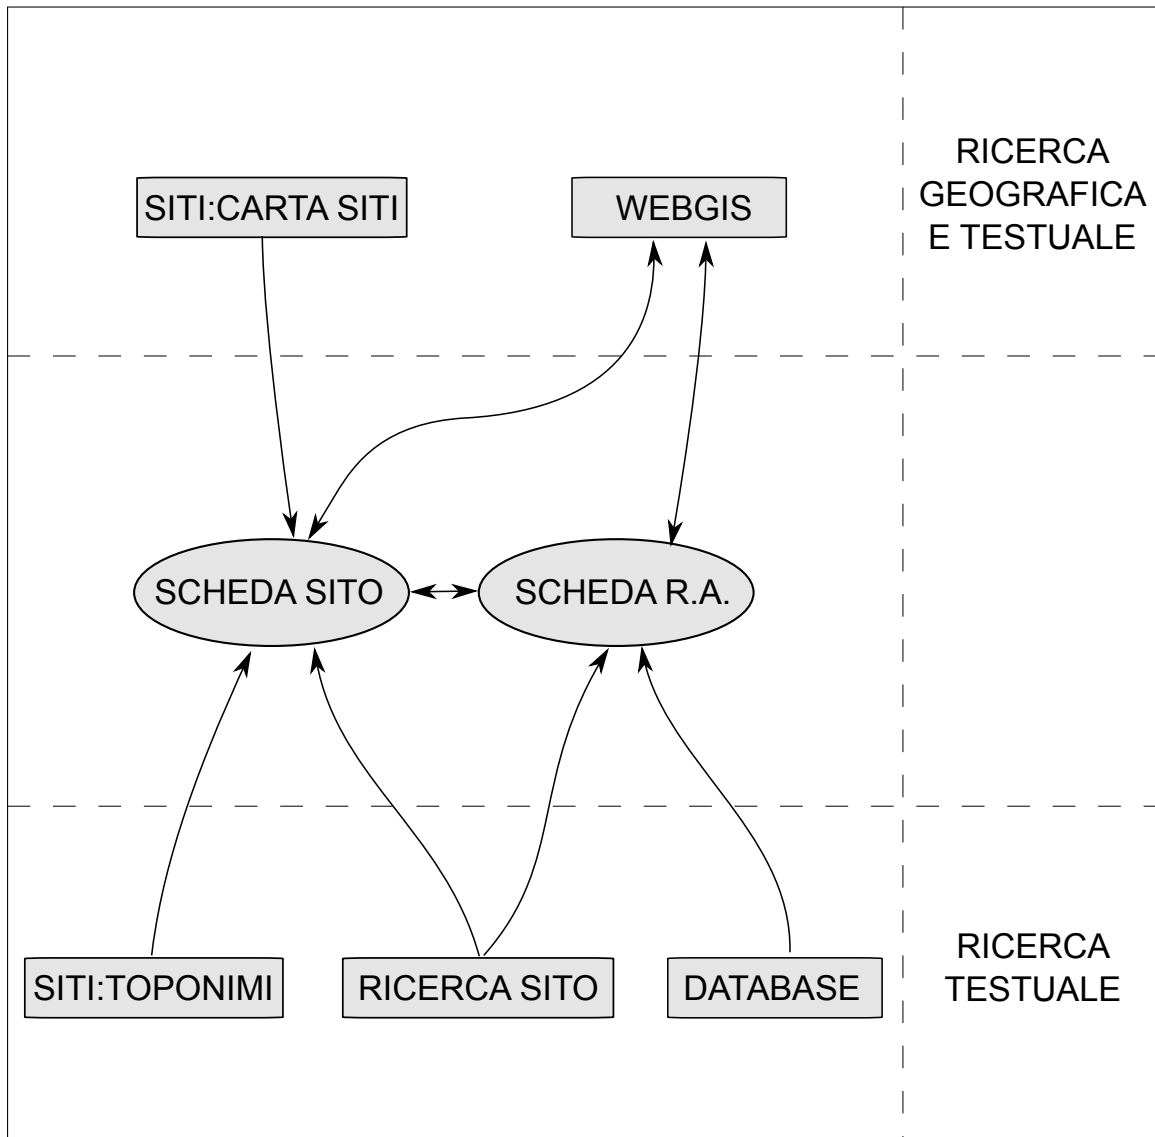 SITI:CARTA SITI
WEBGIS
RICERCA
GEOGRAFICA
E TESTUALE
SCHEDA SITO
SCHEDA R.A.
SITI:TOPONIMI
RICERCA SITO
DATABASE
RICERCA
TESTUALE